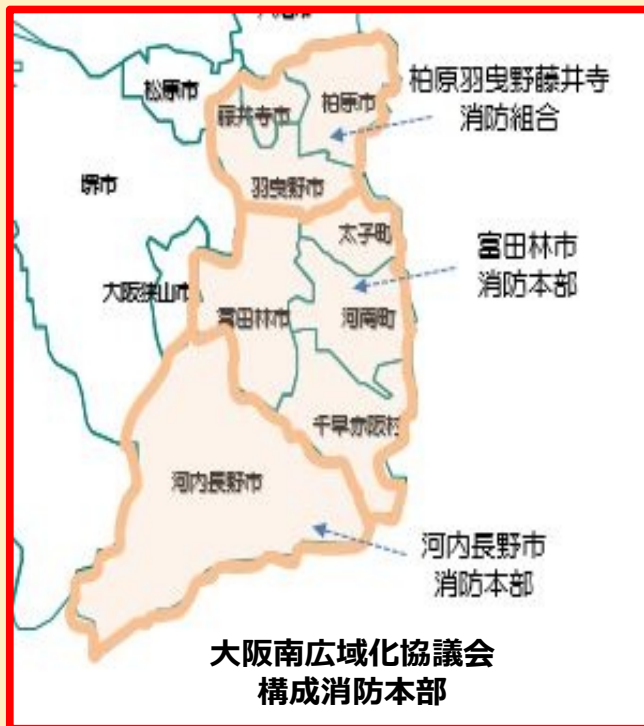 松原市
藤井寺市
柏原市
柏原羽曳野藤井寺
消防組合
堺市
羽曳野市
太子町
富田林市
消防本部
大阪狭山市
富田林市
河南町
千早赤阪村
河内長野市
河内長野市
消防本部
大阪南広域化協議会
構成消防本部